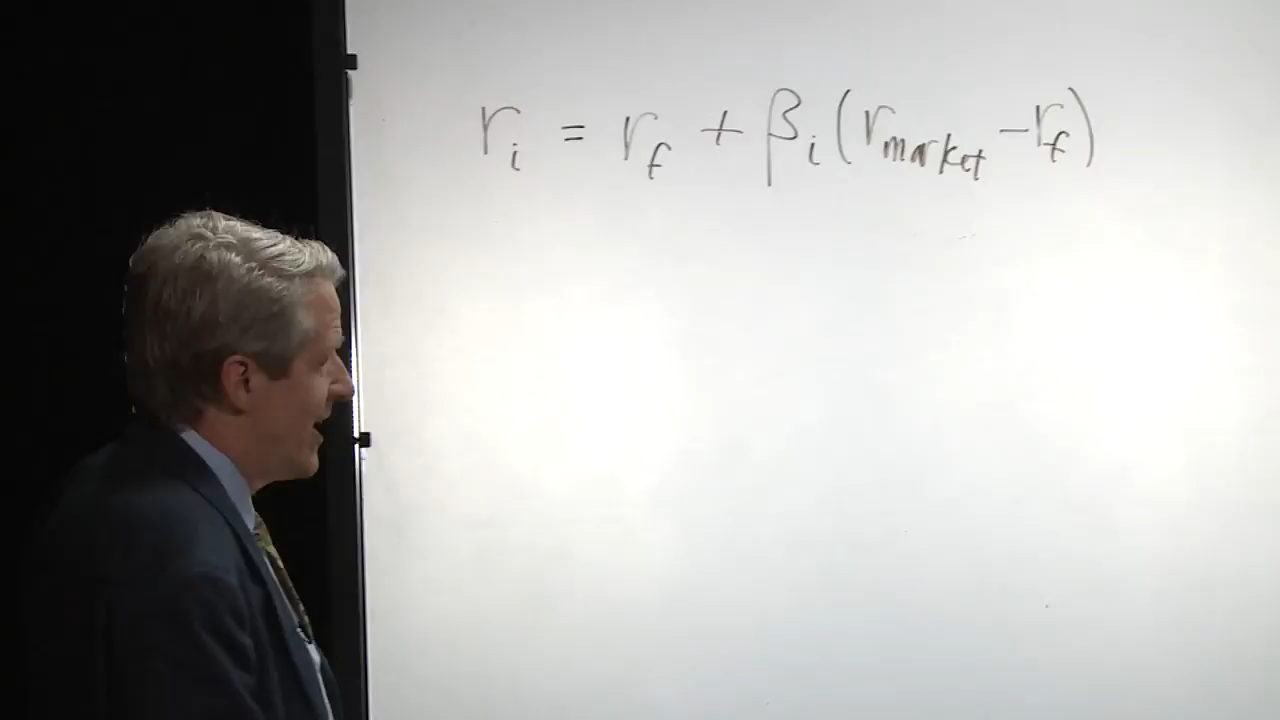 r_i = r_f + β_i (r_market − r_f)